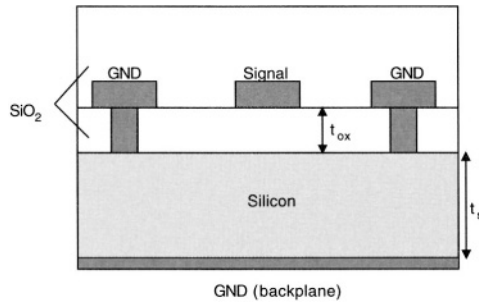 GND Signal GND
SiO₂
tox
Silicon
GND (backplane)